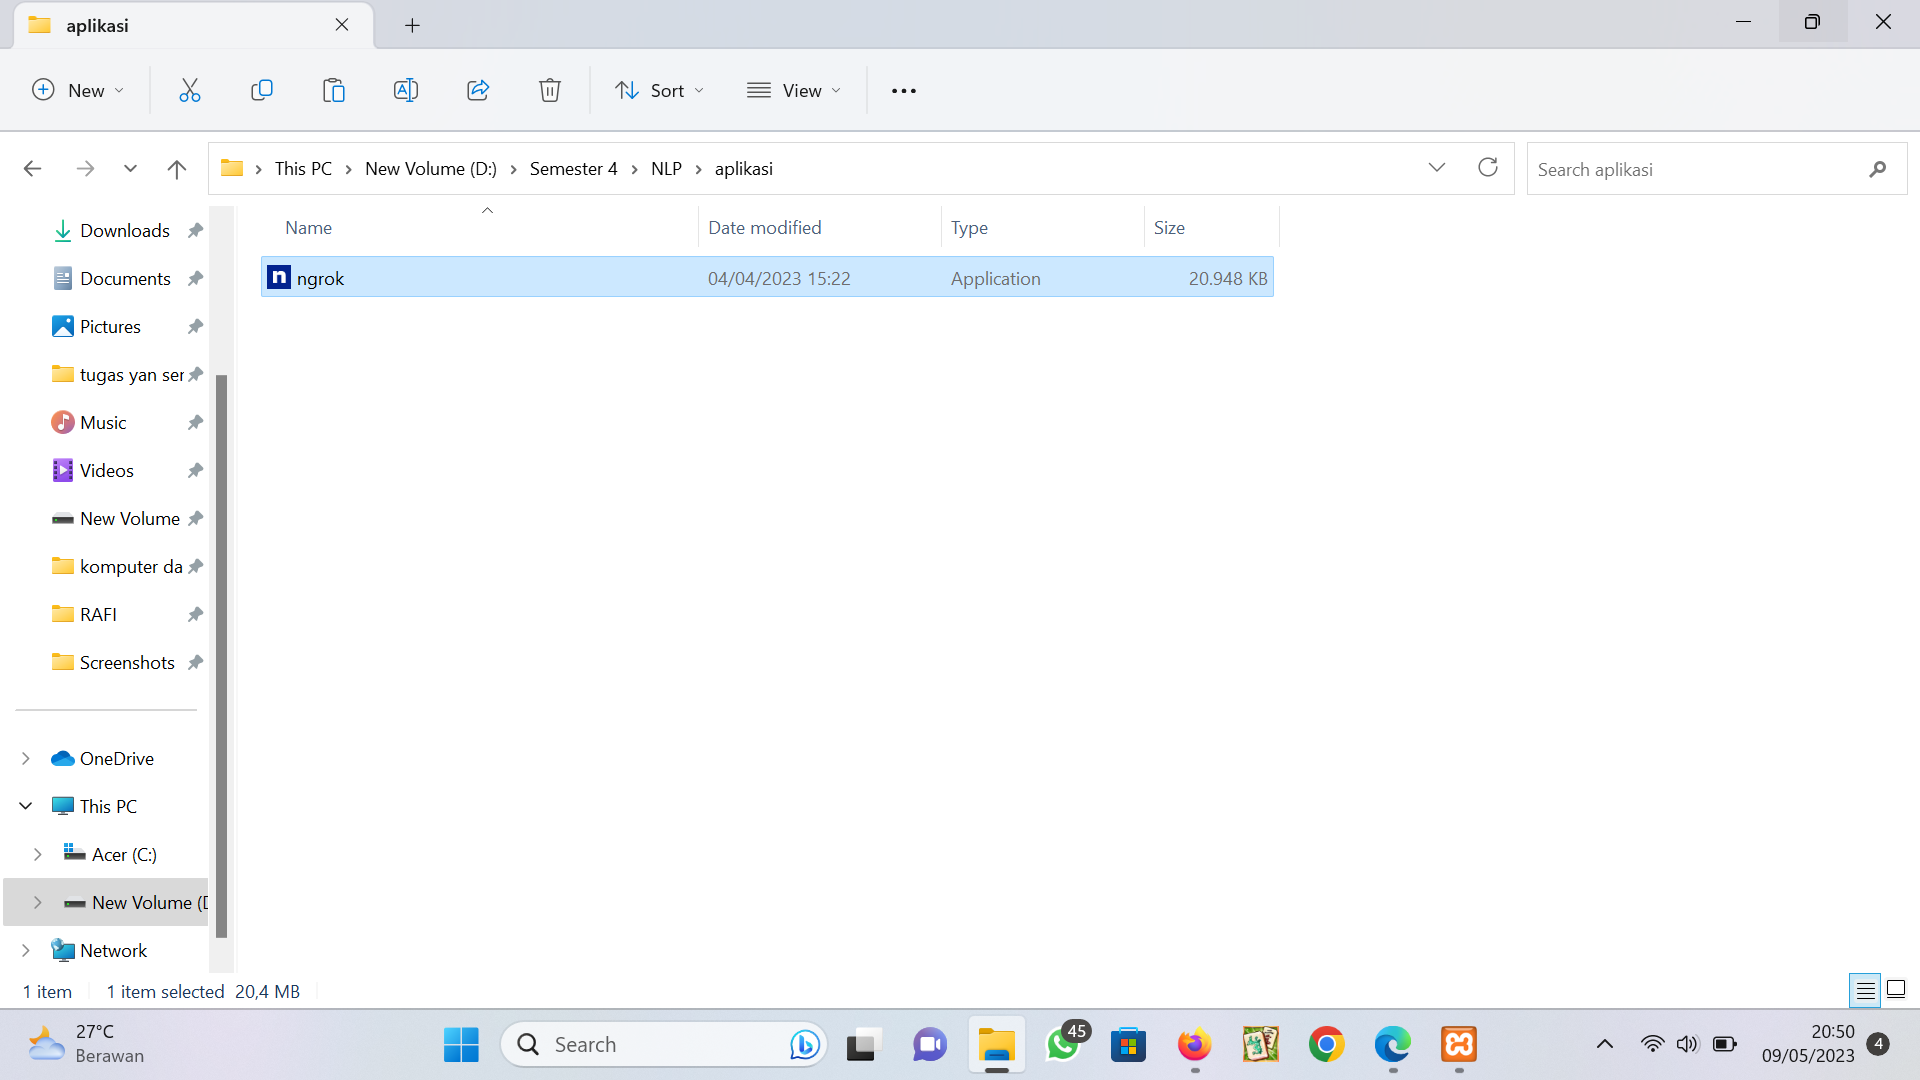 aplikasi
New
Sort
View
This PC > New Volume (D:) > Semester 4 > NLP > aplikasi
Search aplikasi
Name
Date modified
Type
Size
n ngrok
04/04/2023 15:22
Application
20.948 KB
Downloads
Documents
Pictures
tugas yan ser
Music
Videos
New Volume
komputer da
RAFI
Screenshots
OneDrive
This PC
Acer (C:)
New Volume (D
Network
1 item
1 item selected 20,4 MB
27°C
Berawan
Search
45
20:50
09/05/2023
4